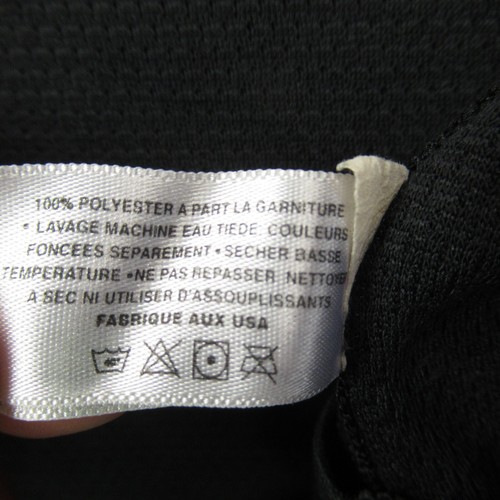 100% POLYESTER A PART LA GARNITURE
• LAVAGE MACHINE EAU TIEDE: COULEURS
FONCEES SEPAREMENT • SECHER BASSE
TEMPERATURE • NE PAS REPASSER NETTOYER
A SEC NI UTILISER D'ASSOUPLISSANTS
FABRIQUE AUX USA
40°